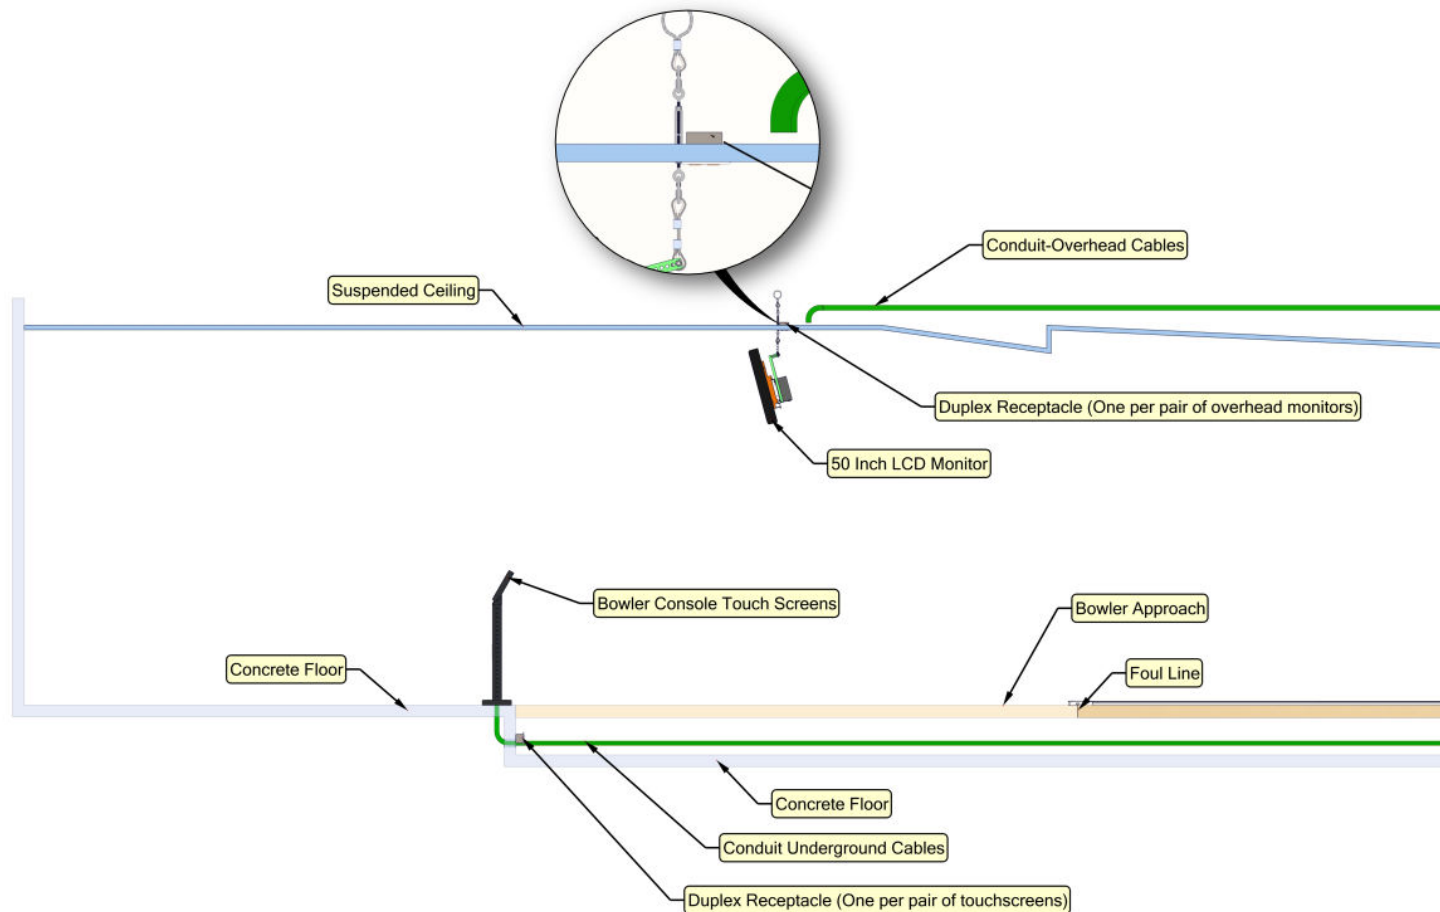 Conduit-Overhead Cables
Suspended Ceiling
Duplex Receptacle (One per pair of overhead monitors)
50 Inch LCD Monitor
Bowler Console Touch Screens
Bowler Approach
Concrete Floor
Foul Line
Concrete Floor
Conduit Underground Cables
Duplex Receptacle (One per pair of touchscreens)